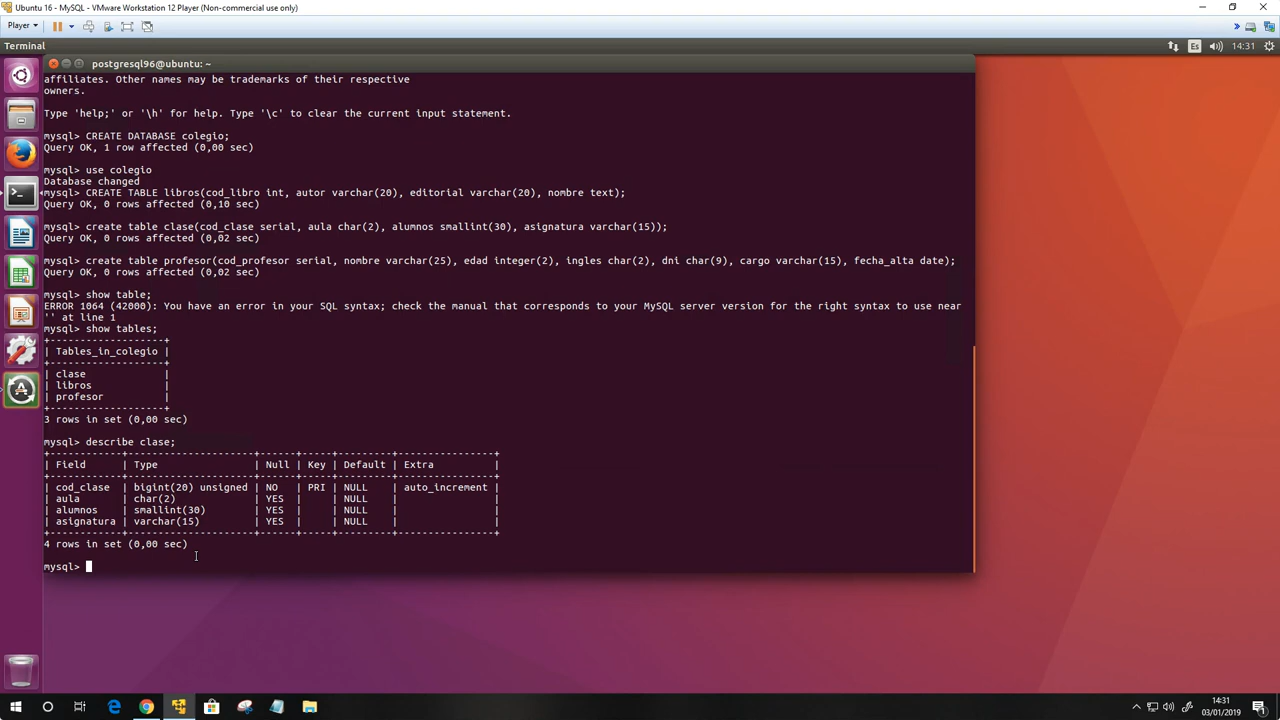 Ubuntu 16 - MySQL - VMware Workstation 12 Player (Non-commercial use only)
Player
Terminal
Es
14:31
postgresql96@ubuntu: ~
affiliates. Other names may be trademarks of their respective
owners.
Type 'help;' or '\h' for help. Type '\c' to clear the current input statement.
mysql> CREATE DATABASE colegio;
Query OK, 1 row affected (0,00 sec)
mysql> use colegio
Database changed
mysql> CREATE TABLE libros(cod_libro int, autor varchar(20), editorial varchar(20), nombre text);
Query OK, 0 rows affected (0,10 sec)
mysql> create table clase(cod_clase serial, aula char(2), alumnos smallint(30), asignatura varchar(15));
Query OK, 0 rows affected (0,02 sec)
mysql> create table profesor(cod_profesor serial, nombre varchar(25), edad integer(2), ingles char(2), dni char(9), cargo varchar(15), fecha_alta date);
Query OK, 0 rows affected (0,02 sec)
mysql> show table;
ERROR 1064 (42000): You have an error in your SQL syntax; check the manual that corresponds to your MySQL server version for the right syntax to use near
'' at line 1
mysql> show tables;
+-------------------+
| Tables_in_colegio |
+-------------------+
| clase             |
| libros            |
| profesor          |
+-------------------+
3 rows in set (0,00 sec)
mysql> describe clase;
+------------+---------------------+------+-----+---------+----------------+
| Field      | Type                | Null | Key | Default | Extra          |
+------------+---------------------+------+-----+---------+----------------+
| cod_clase  | bigint(20) unsigned | NO   | PRI | NULL    | auto_increment |
| aula       | char(2)             | YES  |     | NULL    |                |
| alumnos    | smallint(30)        | YES  |     | NULL    |                |
| asignatura | varchar(15)         | YES  |     | NULL    |                |
+------------+---------------------+------+-----+---------+----------------+
4 rows in set (0,00 sec)
mysql>
14:31
03/01/2019
1